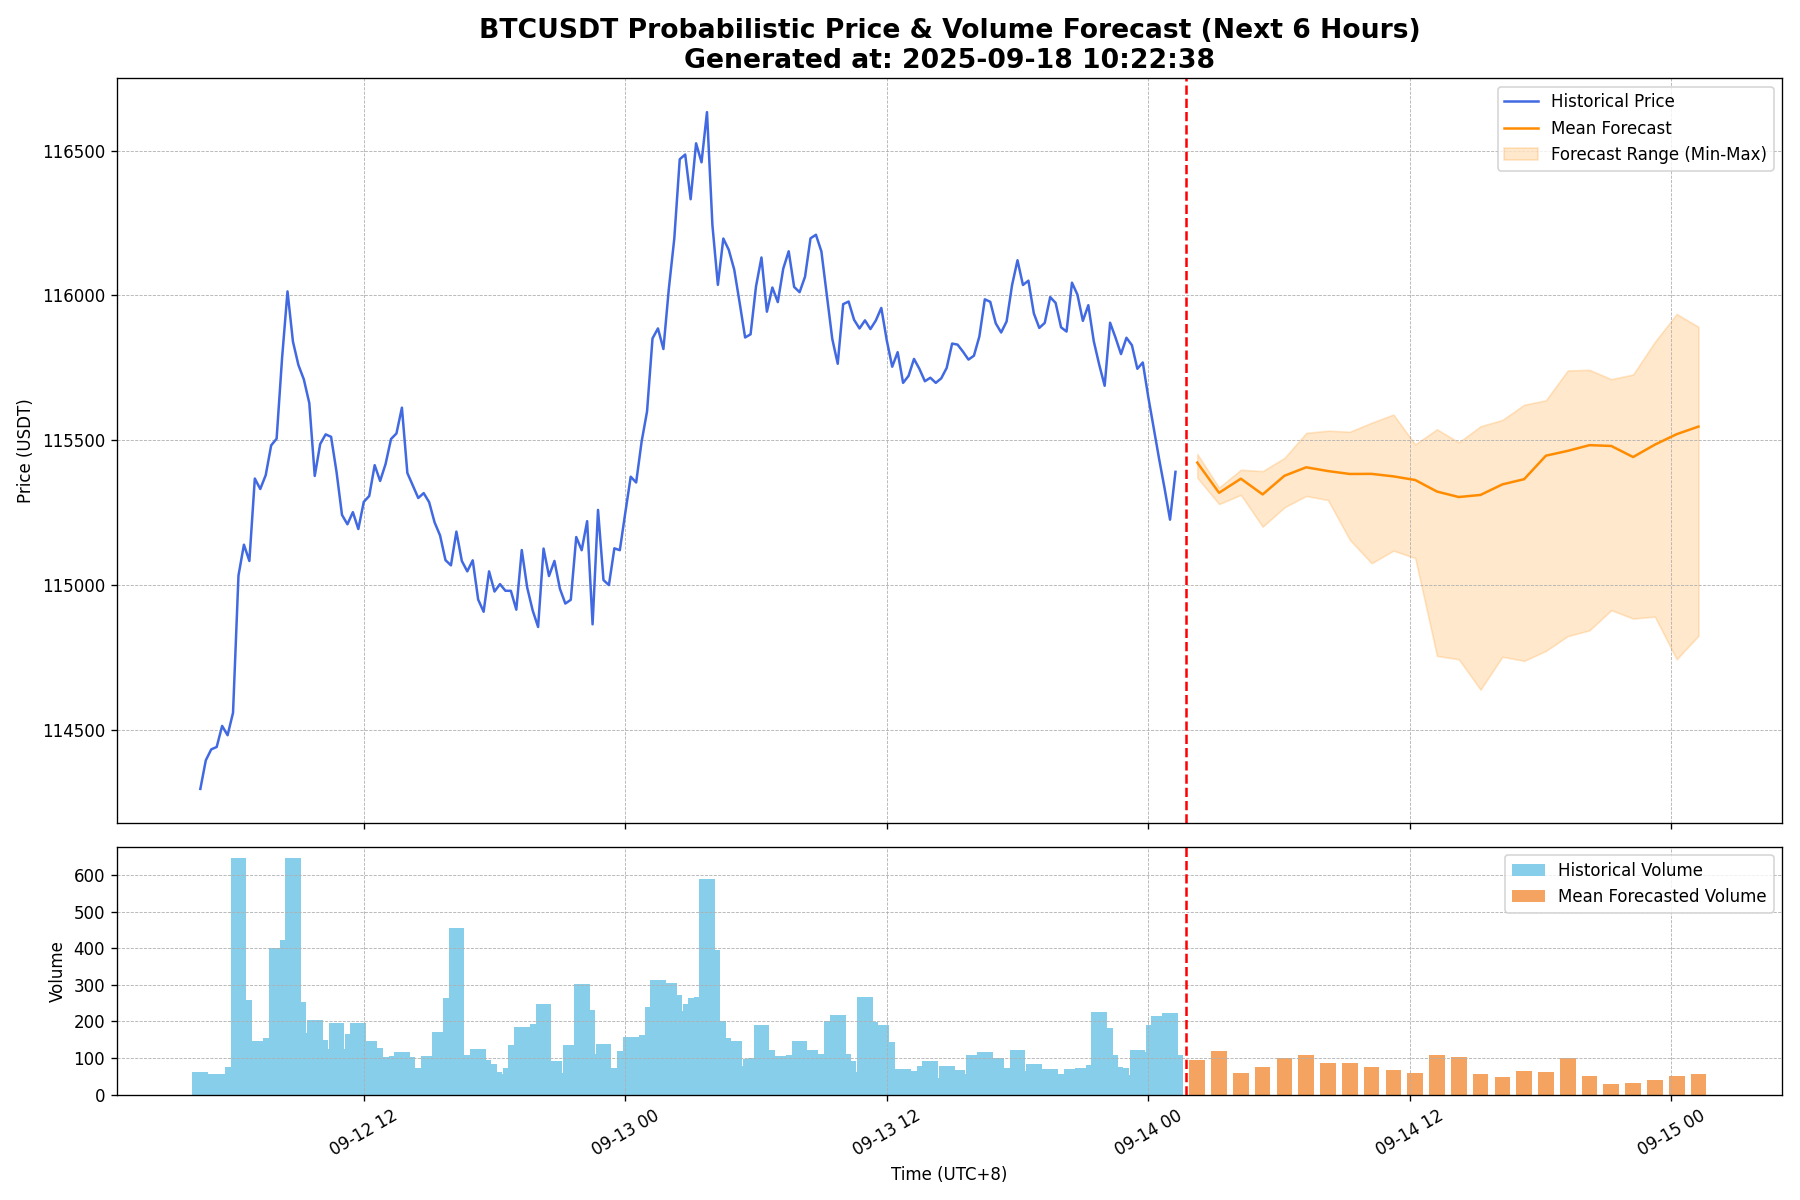 BTCUSDT Probabilistic Price & Volume Forecast (Next 6 Hours)
Generated at: 2025-09-18 10:22:38
Historical Price
Mean Forecast
Forecast Range (Min-Max)
Price (USDT)
116500
116000
115500
115000
114500
Historical Volume
Mean Forecasted Volume
Volume
600
500
400
300
200
100
0
09-12 12
09-13 00
09-13 12
09-14 00
09-14 12
09-15 00
Time (UTC+8)